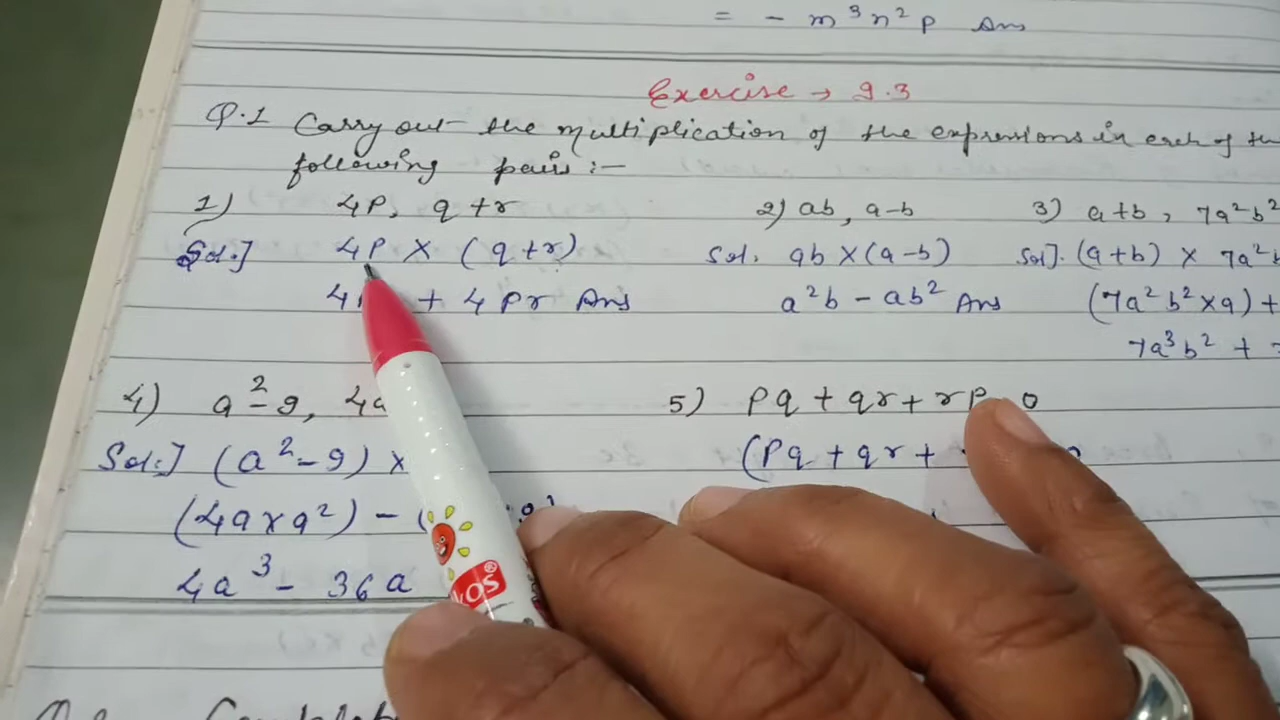 = - m³n²p Ans
Exercise → 9.3
Q.1 Carry out the multiplication of the expressions in each of
following pair :-
1) 4P, q+r 2) ab, a-b 3) a+b, 7a²b²
Sol.] 4P × (q+r) Sol. ab × (a-b) Sol]. (a+b) × 7a²
+ 4Pr Ans a²b - ab² Ans (7a²b²×a) +
7a³b² +
4) a²-9, 4a 5) Pq + qr + rP, 0
Sol:] (a²-9) × (Pq + qr +
(4a×a²) - (
4a³ - 36a